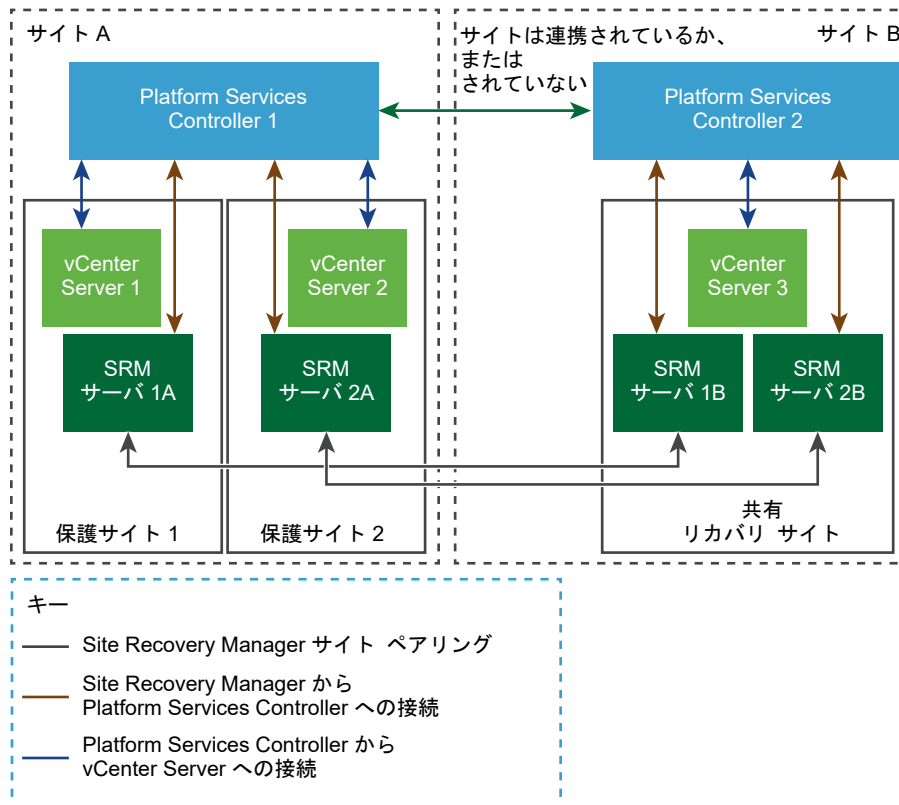 サイト A
Platform Services
Controller 1
vCenter
Server 1
SRM
サーバ 1A
保護サイト 1
vCenter
Server 2
SRM
サーバ 2A
保護サイト 2
サイトは連携されているか、
または
されていない
サイト B
Platform Services
Controller 2
vCenter
Server 3
SRM
サーバ 1B
SRM
サーバ 2B
共有
リカバリ サイト
キー
Site Recovery Manager サイト ペアリング
Site Recovery Manager から
Platform Services Controller への接続
Platform Services Controller から
vCenter Server への接続